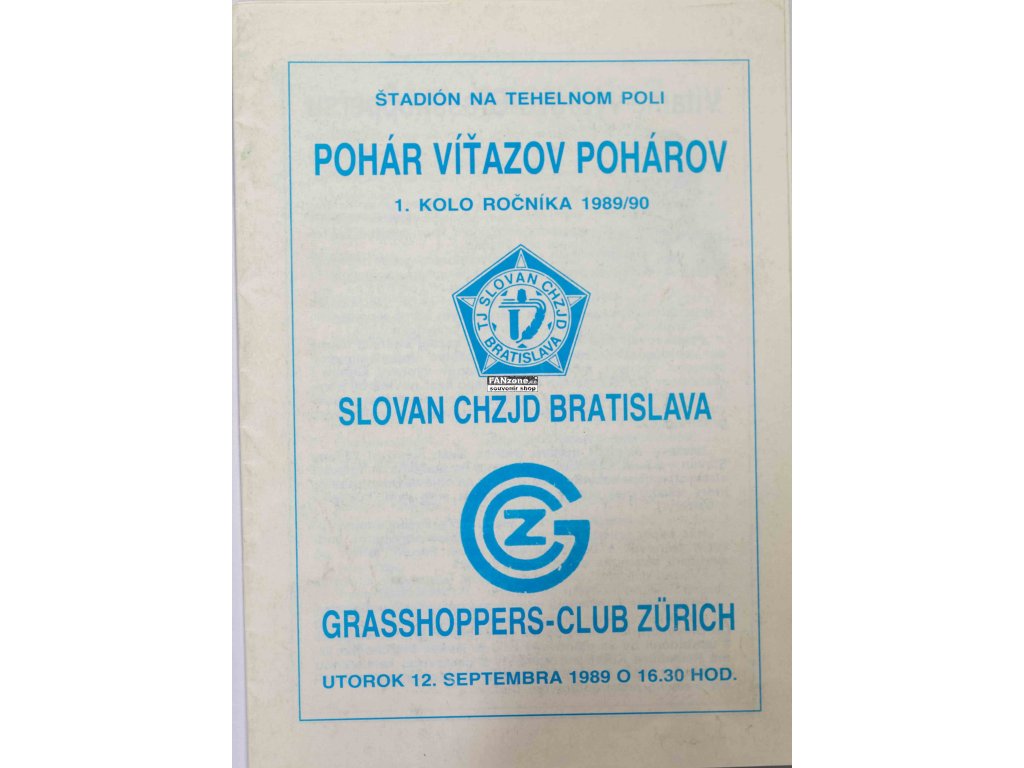 ŠTADIÓN NA TEHELNOM POLI
POHÁR VÍŤAZOV POHÁROV
1. KOLO ROČNÍKA 1989/90
TJ SLOVAN CHZJD
BRATISLAVA
FANzone.cz
souvenir shop
SLOVAN CHZJD BRATISLAVA
GCZ
GRASSHOPPERS-CLUB ZÜRICH
UTOROK 12. SEPTEMBRA 1989 O 16.30 HOD.